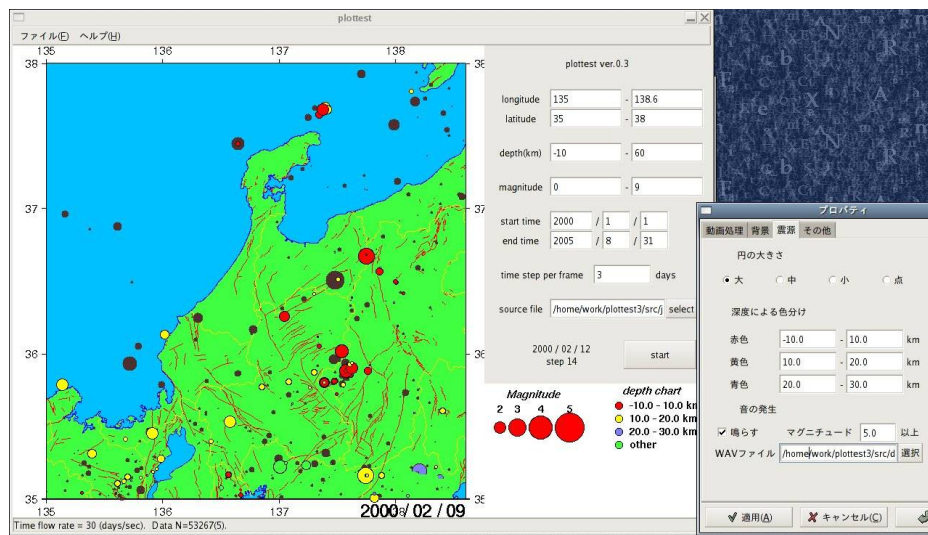 plottest
ファイル(F) ヘルプ(H)
135 136 137 138
38 38
37 37
36 36
35 35
135 136 137 138
2000 / 02 / 09
Time flow rate = 30 (days/sec). Data N=53267(5).
plottest ver.0.3
longitude 135 - 138.6
latitude 35 - 38
depth(km) -10 - 60
magnitude 0 - 9
start time 2000 / 1 / 1
end time 2005 / 8 / 31
time step per frame 3 days
source file /home/work/plottest3/src/j select
2000 / 02 / 12
step 14
start
Magnitude
2 3 4 5
depth chart
-10.0 - 10.0 km
10.0 - 20.0 km
20.0 - 30.0 km
other
プロパティ
動画処理 背景 震源 その他
円の大きさ
大 中 小 点
深度による色分け
赤色 -10.0 - 10.0 km
黄色 10.0 - 20.0 km
青色 20.0 - 30.0 km
音の発生
鳴らす マグニチュード 5.0 以上
WAVファイル /home/work/plottest3/src/d 選択
適用(A) キャンセル(C)